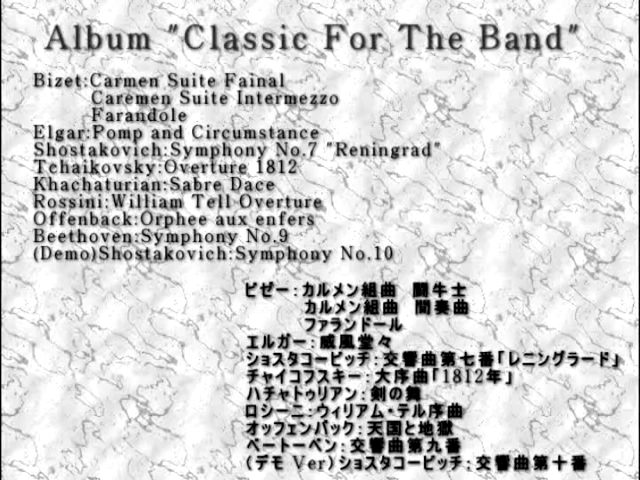 Album "Classic For The Band"
Bizet:Carmen Suite Fainal
Caremen Suite Intermezzo
Farandole
Elgar:Pomp and Circumstance
Shostakovich:Symphony No.7 "Reningrad"
Tchaikovsky:Overture 1812
Khachaturian:Sabre Dace
Rossini:William Tell Overture
Offenback:Orphee aux enfers
Beethoven:Symphony No.9
(Demo)Shostakovich:Symphony No.10
ビゼー:カルメン組曲 闘牛士
カルメン組曲 間奏曲
ファランドール
エルガー:威風堂々
ショスタコービッチ:交響曲第七番「レニングラード」
チャイコフスキー:大序曲「1812年」
ハチャトゥリアン:剣の舞
ロシーニ:ウィリアム・テル序曲
オッフェンバック:天国と地獄
ベートーベン:交響曲第九番
(デモ Ver)ショスタコービッチ:交響曲第十番